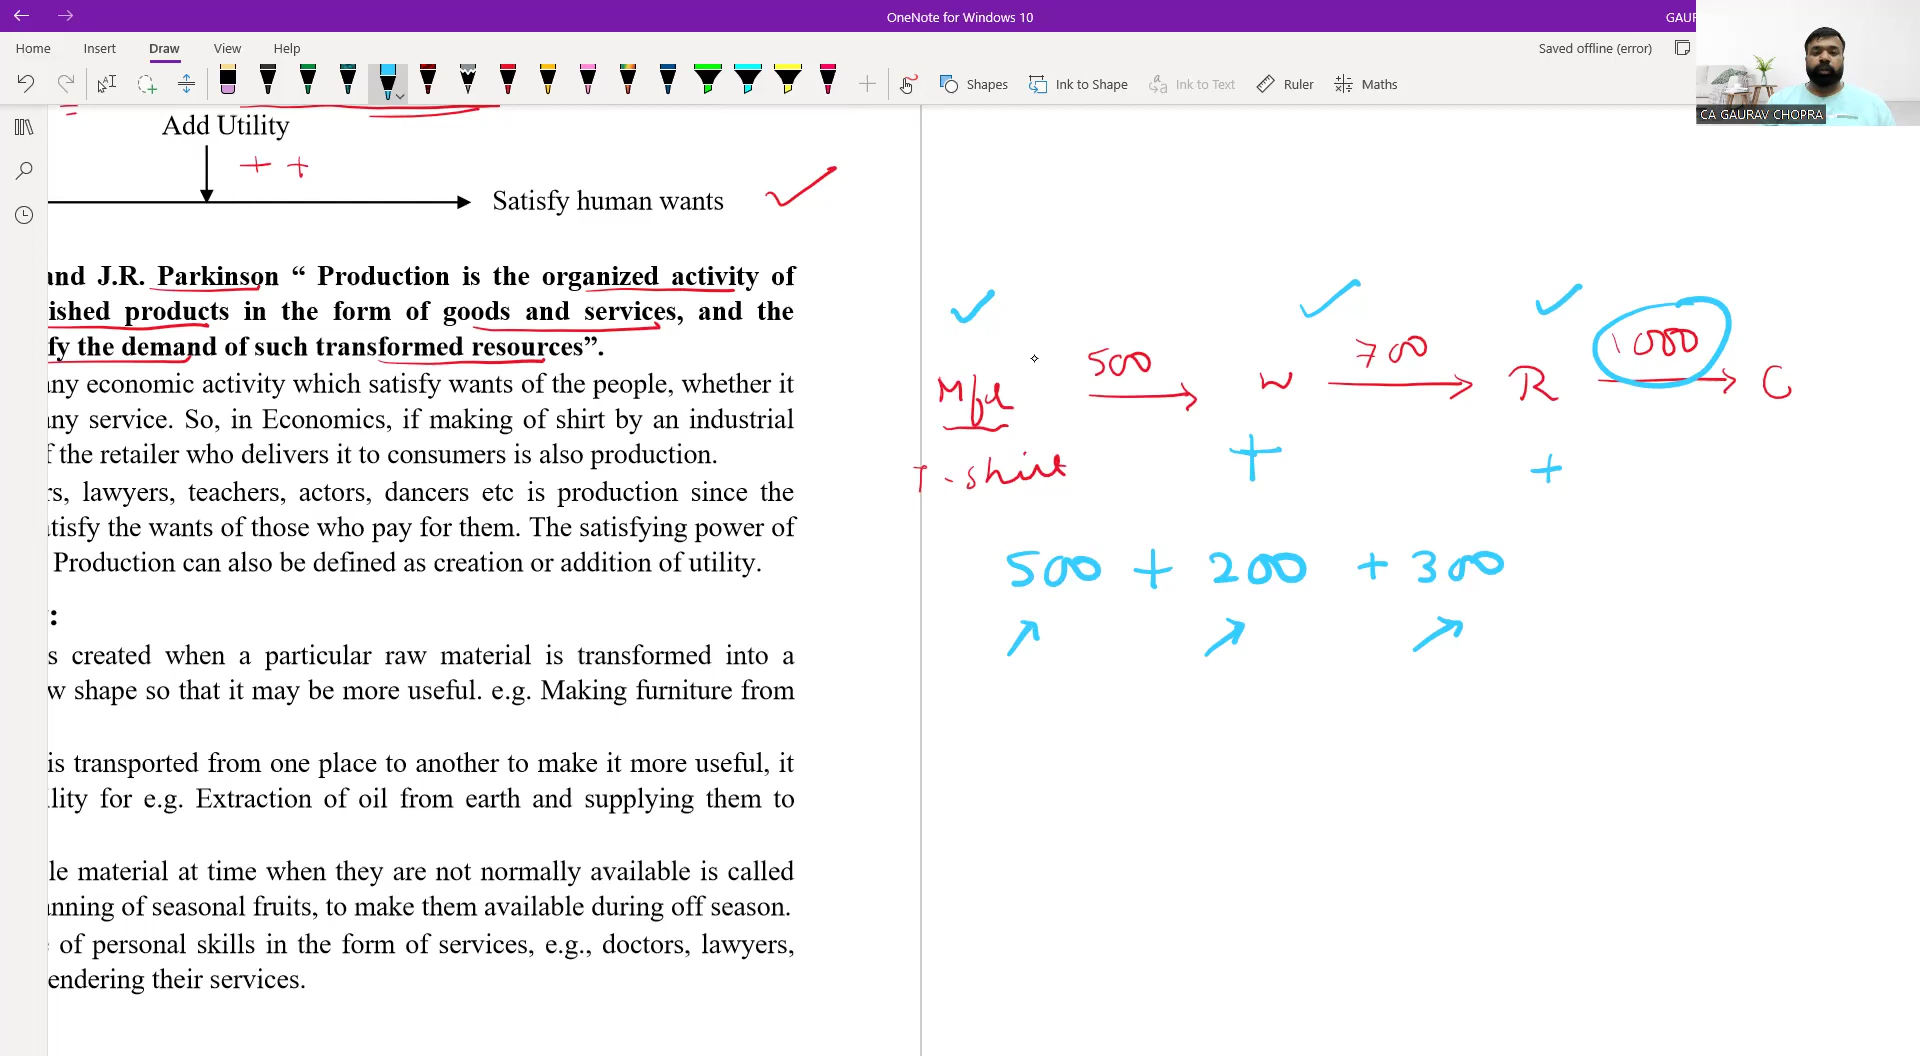 OneNote for Windows 10
GAUR
Home Insert Draw View Help
Saved offline (error)
Shapes Ink to Shape Ink to Text Ruler Maths
CA GAURAV CHOPRA
Add Utility
+ +
Satisfy human wants
and J.R. Parkinson “ Production is the organized activity of
ished products in the form of goods and services, and the
fy the demand of such transformed resources”.
any economic activity which satisfy wants of the people, whether it
any service. So, in Economics, if making of shirt by an industrial
f the retailer who delivers it to consumers is also production.
rs, lawyers, teachers, actors, dancers etc is production since the
atisfy the wants of those who pay for them. The satisfying power of
Production can also be defined as creation or addition of utility.
:
s created when a particular raw material is transformed into a
w shape so that it may be more useful. e.g. Making furniture from
is transported from one place to another to make it more useful, it
ility for e.g. Extraction of oil from earth and supplying them to
le material at time when they are not normally available is called
anning of seasonal fruits, to make them available during off season.
of personal skills in the form of services, e.g., doctors, lawyers,
endering their services.
500 700 1000
Mfd W R C
T-shirt + +
500 + 200 + 300